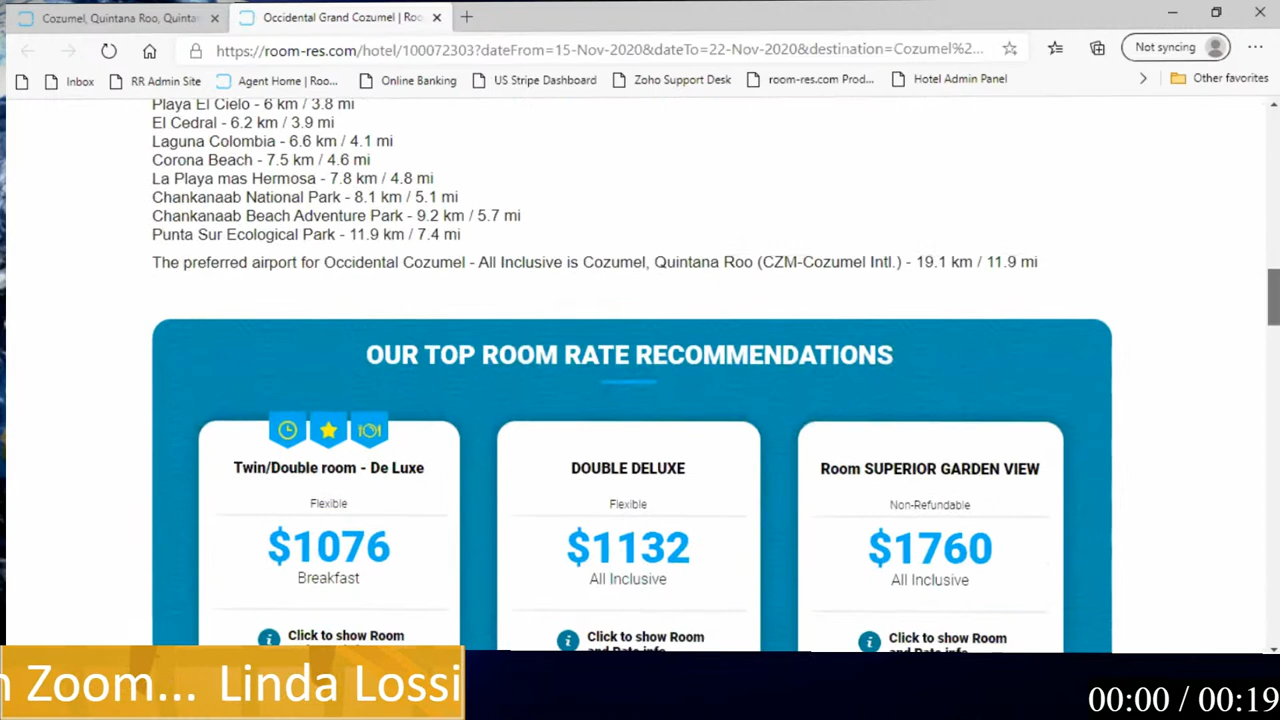 Cozumel, Quintana Roo, Quinta
Occidental Grand Cozumel | Roo
https://room-res.com/hotel/100072303?dateFrom=15-Nov-2020&dateTo=22-Nov-2020&destination=Cozumel%2...
Not syncing
Inbox
RR Admin Site
Agent Home | Roo...
Online Banking
US Stripe Dashboard
Zoho Support Desk
room-res.com Prod...
Hotel Admin Panel
Other favorites
Playa El Cielo - 6 km / 3.8 mi
El Cedral - 6.2 km / 3.9 mi
Laguna Colombia - 6.6 km / 4.1 mi
Corona Beach - 7.5 km / 4.6 mi
La Playa mas Hermosa - 7.8 km / 4.8 mi
Chankanaab National Park - 8.1 km / 5.1 mi
Chankanaab Beach Adventure Park - 9.2 km / 5.7 mi
Punta Sur Ecological Park - 11.9 km / 7.4 mi
The preferred airport for Occidental Cozumel - All Inclusive is Cozumel, Quintana Roo (CZM-Cozumel Intl.) - 19.1 km / 11.9 mi
OUR TOP ROOM RATE RECOMMENDATIONS
Twin/Double room - De Luxe
Flexible
$1076
Breakfast
Click to show Room
DOUBLE DELUXE
Flexible
$1132
All Inclusive
Click to show Room
and Rate info
Room SUPERIOR GARDEN VIEW
Non-Refundable
$1760
All Inclusive
Click to show Room
and Rate info
n Zoom... Linda Lossi
00:00 / 00:19